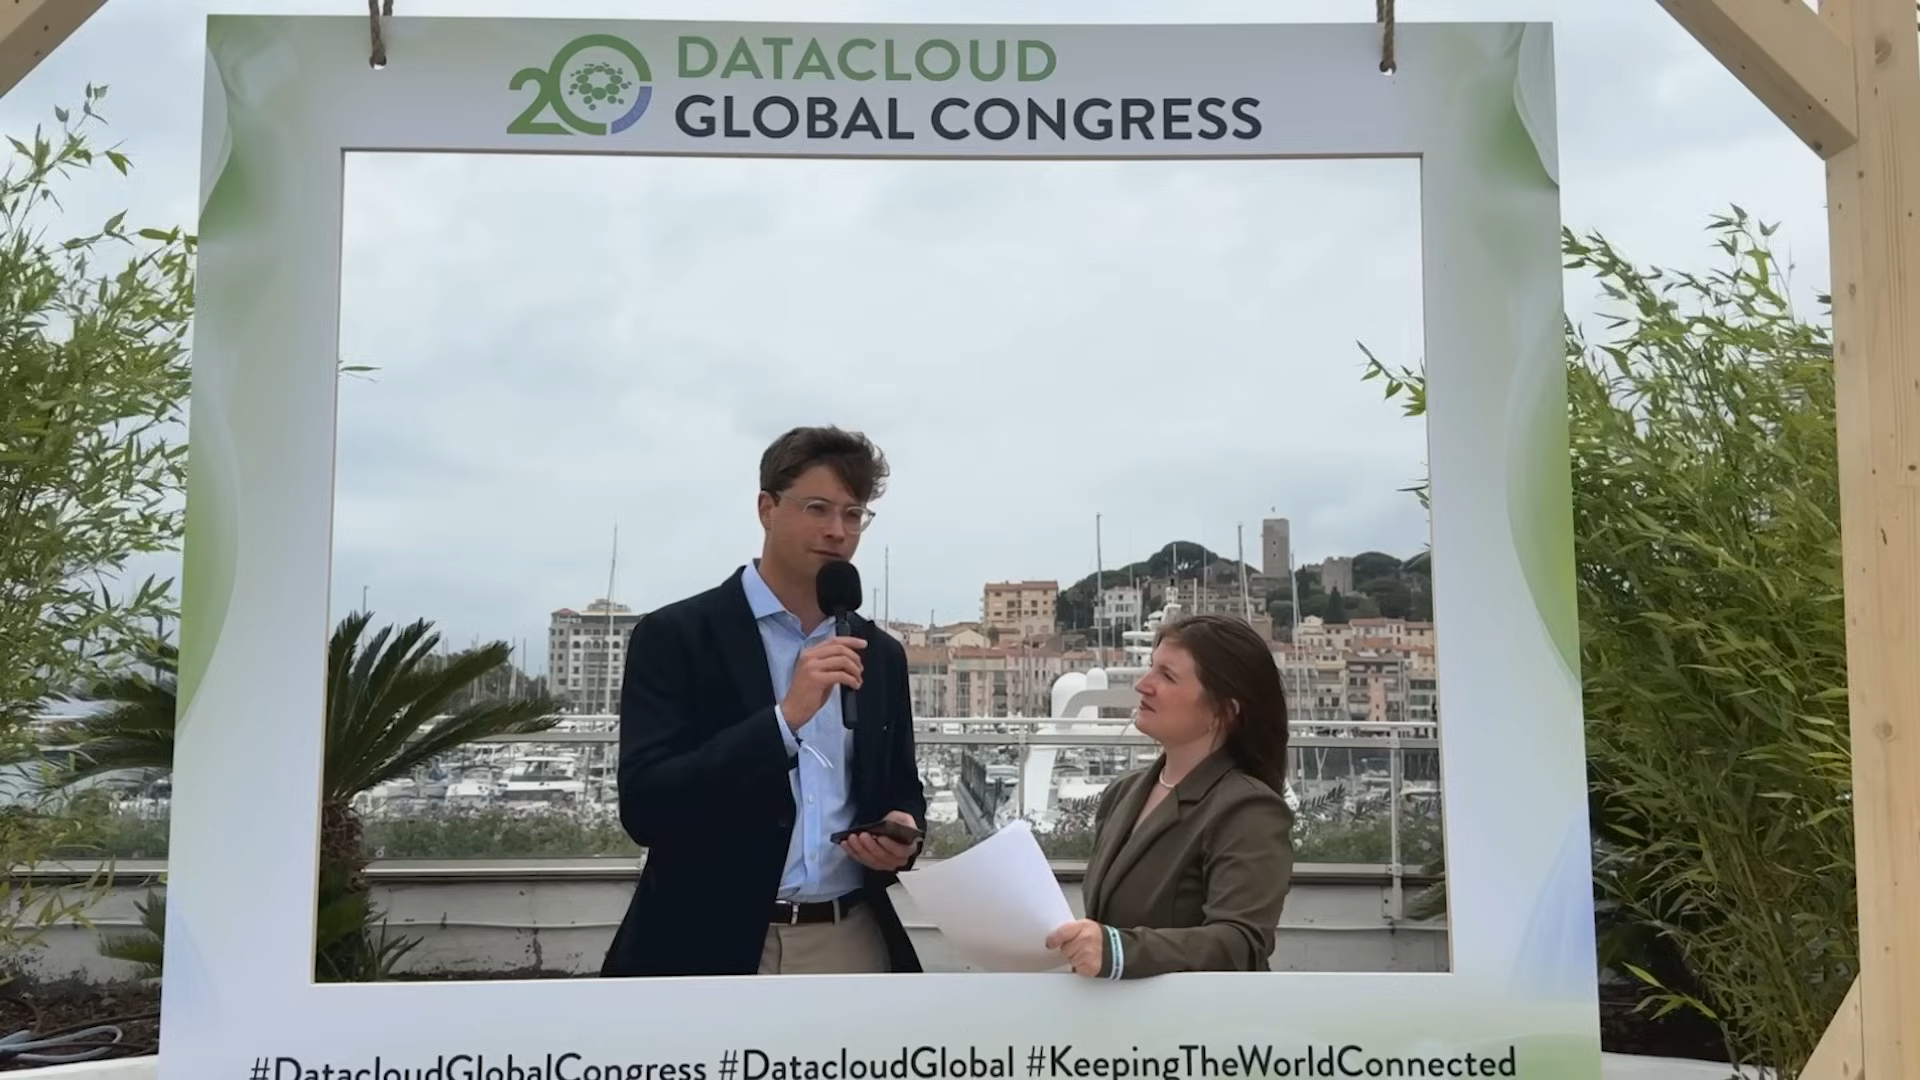 20 DATACLOUD
GLOBAL CONGRESS
#DatacloudGlobalCongress #DatacloudGlobal #KeepingTheWorldConnected